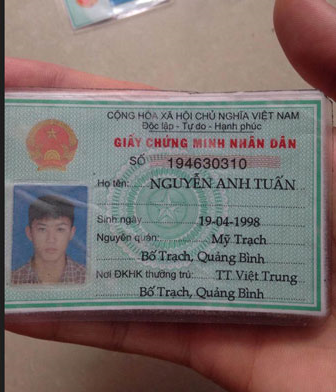 CỘNG HÒA XÃ HỘI CHỦ NGHĨA VIỆT NAM
Độc lập - Tự do - Hạnh phúc
GIẤY CHỨNG MINH NHÂN DÂN
SỐ 194630310
Họ tên: NGUYỄN ANH TUẤN
Sinh ngày 19-04-1998
Nguyên quán: Mỹ Trạch
Bố Trạch, Quảng Bình
Nơi ĐKHK thường trú: TT. Việt Trung
Bố Trạch, Quảng Bình